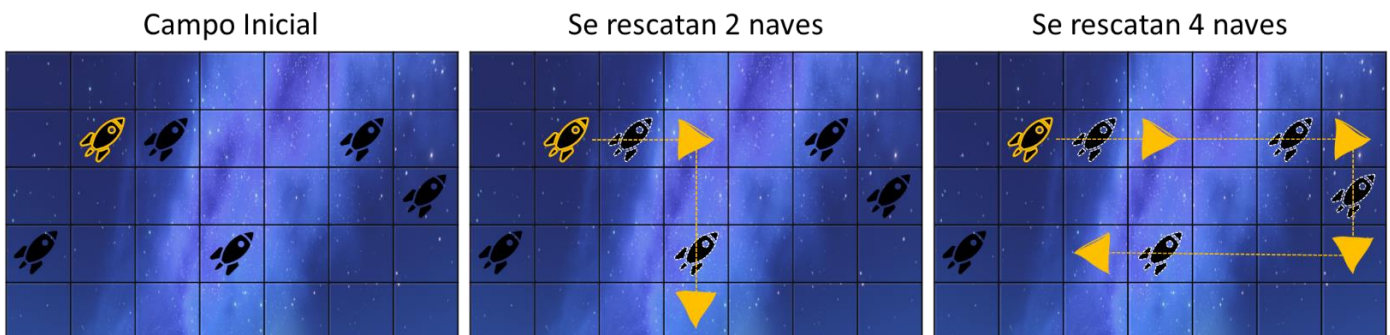 Campo Inicial
Se rescatan 2 naves
Se rescatan 4 naves